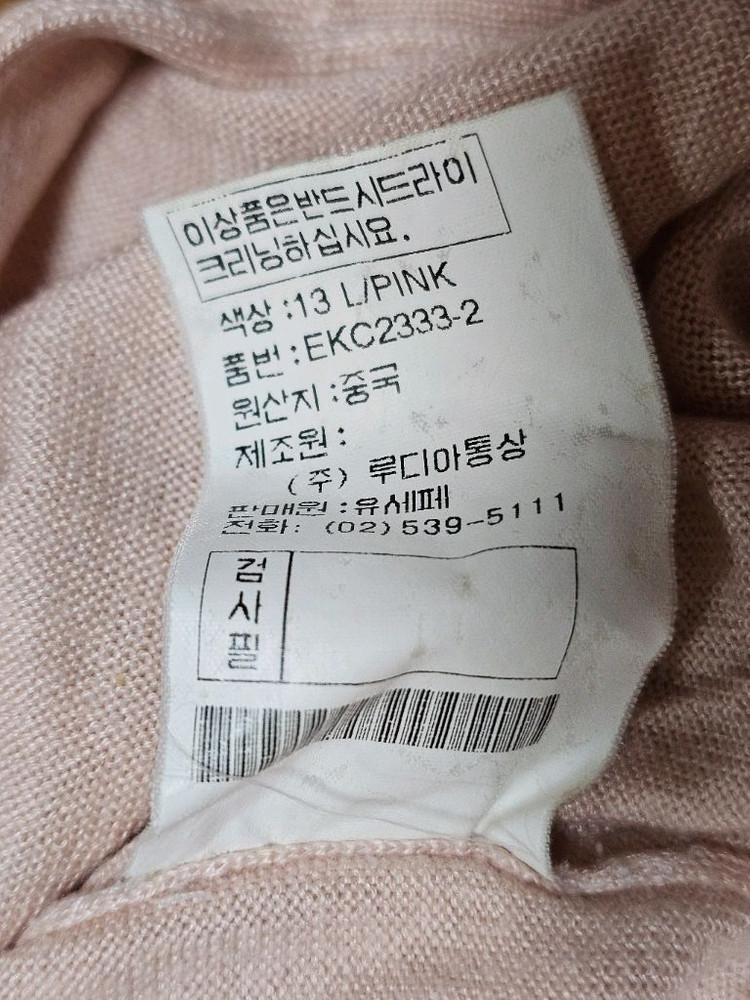 이상품은반드시드라이
크리닝하십시요.
색상 :13 L/PINK
품번 :EKC2333-2
원산지 :중국
제조원 :
(주) 루디아통상
판매원 :유세페
전화: (02)539-5111
검
사
필